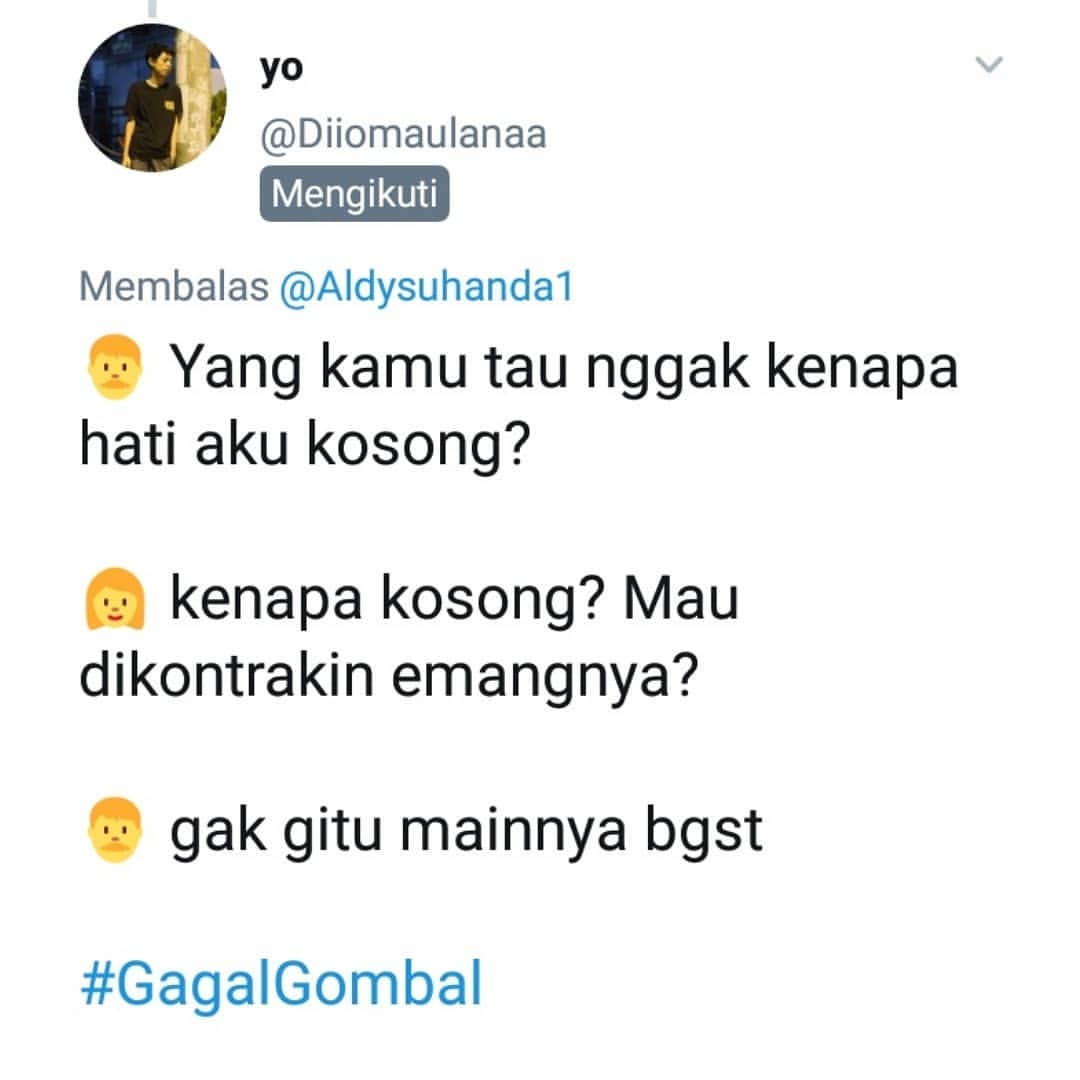 yo
@Diiomaulanaa
Mengikuti
Membalas @Aldysuhanda1
Yang kamu tau nggak kenapa
hati aku kosong?
kenapa kosong? Mau
dikontrakin emangnya?
gak gitu mainnya bgst
#GagalGombal